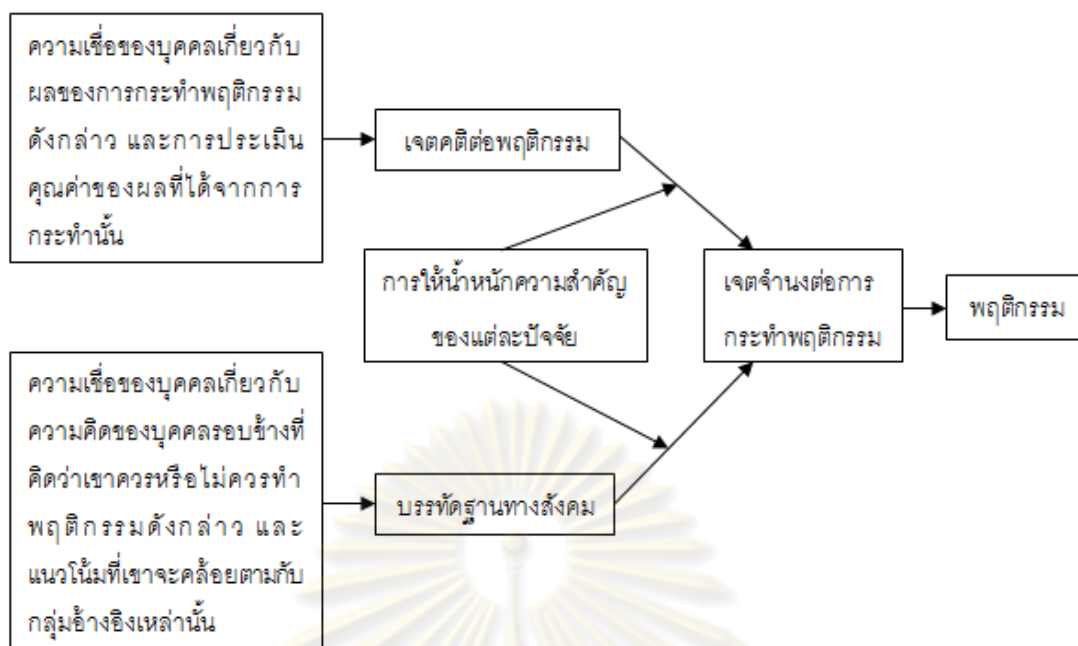 ความเชื่อของบุคคลเกี่ยวกับ
ผลของการกระทำพฤติกรรม
ดังกล่าว และการประเมิน
คุณค่าของผลที่ได้จากการ
กระทำนั้น
เจตคติต่อพฤติกรรม
การให้น้ำหนักความสำคัญ
ของแต่ละปัจจัย
เจตจำนงต่อการ
กระทำพฤติกรรม
พฤติกรรม
ความเชื่อของบุคคลเกี่ยวกับ
ความคิดของบุคคลรอบข้างที่
คิดว่าเขาควรหรือไม่ควรทำ
พฤติกรรมดังกล่าว และ
แนวโน้มที่เขาจะคล้อยตามกับ
กลุ่มอ้างอิงเหล่านั้น
บรรทัดฐานทางสังคม